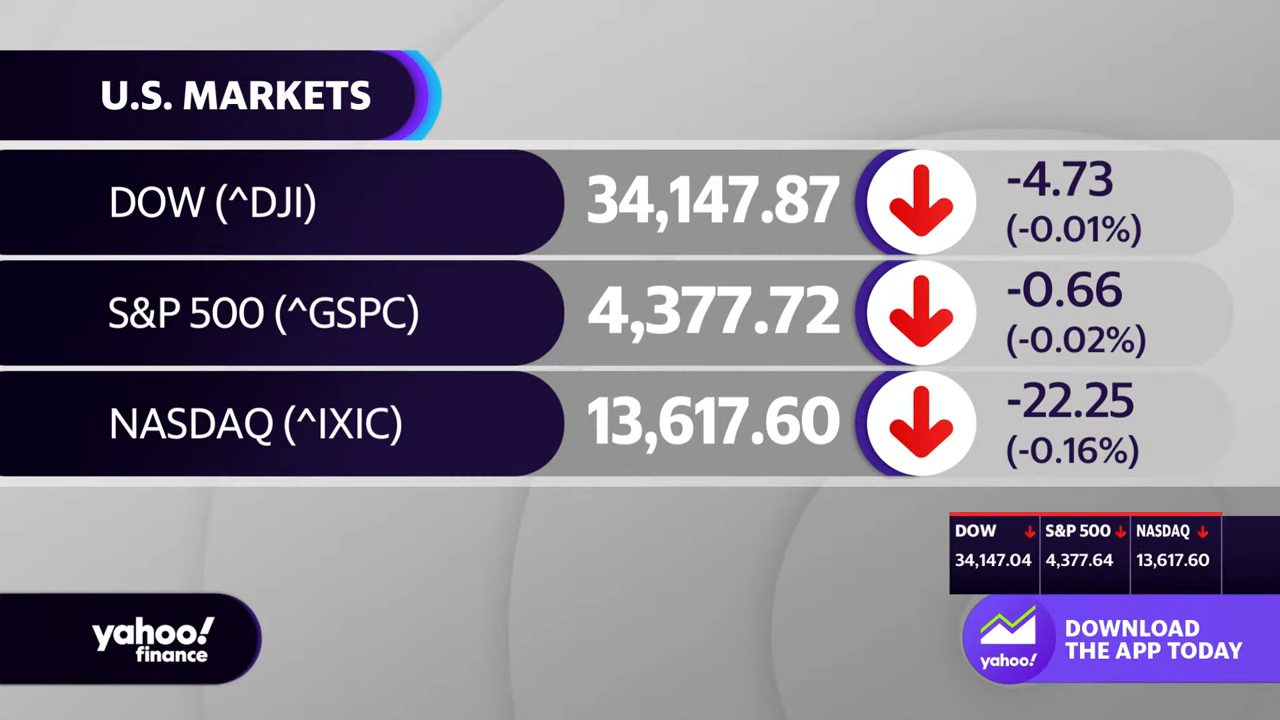 U.S. MARKETS
DOW (^DJI) 34,147.87 -4.73
(-0.01%)
S&P 500 (^GSPC) 4,377.72 -0.66
(-0.02%)
NASDAQ (^IXIC) 13,617.60 -22.25
(-0.16%)
DOW S&P 500 NASDAQ
34,147.04 4,377.64 13,617.60
yahoo!
finance
yahoo!
DOWNLOAD
THE APP TODAY